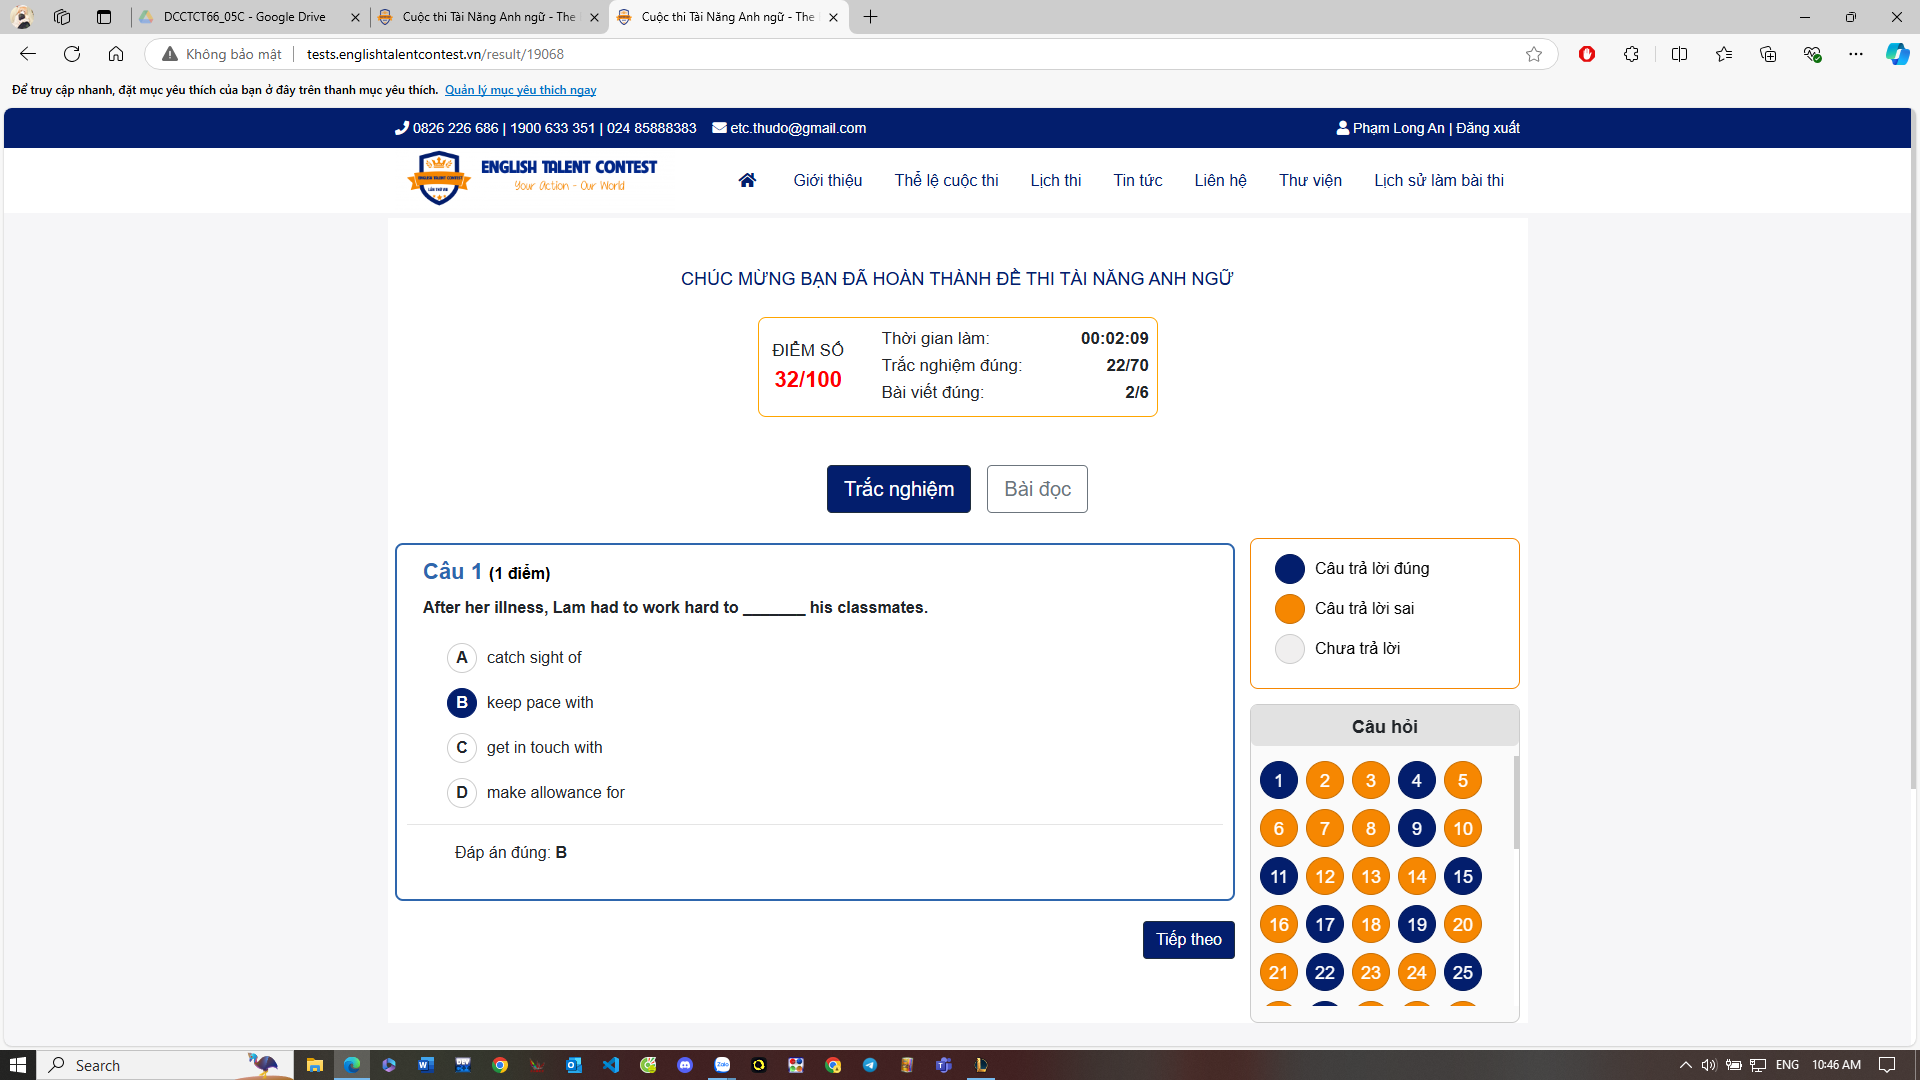 DCCTCT66_05C - Google Drive
Cuộc thi Tài Năng Anh ngữ - The
Cuộc thi Tài Năng Anh ngữ - The
Không bảo mật
tests.englishtalentcontest.vn/result/19068
Để truy cập nhanh, đặt mục yêu thích của bạn ở đây trên thanh mục yêu thích. Quản lý mục yêu thích ngay
0826 226 686 | 1900 633 351 | 024 85888383 etc.thudo@gmail.com
Phạm Long An | Đăng xuất
ENGLISH TALENT CONTEST
Your Action - Our World
Giới thiệu
Thể lệ cuộc thi
Lịch thi
Tin tức
Liên hệ
Thư viện
Lịch sử làm bài thi
CHÚC MỪNG BẠN ĐÃ HOÀN THÀNH ĐỀ THI TÀI NĂNG ANH NGỮ
ĐIỂM SỐ
32/100
Thời gian làm: 00:02:09
Trắc nghiệm đúng: 22/70
Bài viết đúng: 2/6
Trắc nghiệm
Bài đọc
Câu 1 (1 điểm)
After her illness, Lam had to work hard to _______ his classmates.
A catch sight of
B keep pace with
C get in touch with
D make allowance for
Đáp án đúng: B
Tiếp theo
Câu trả lời đúng
Câu trả lời sai
Chưa trả lời
Câu hỏi
1 2 3 4 5
6 7 8 9 10
11 12 13 14 15
16 17 18 19 20
21 22 23 24 25
Search
ENG
10:46 AM